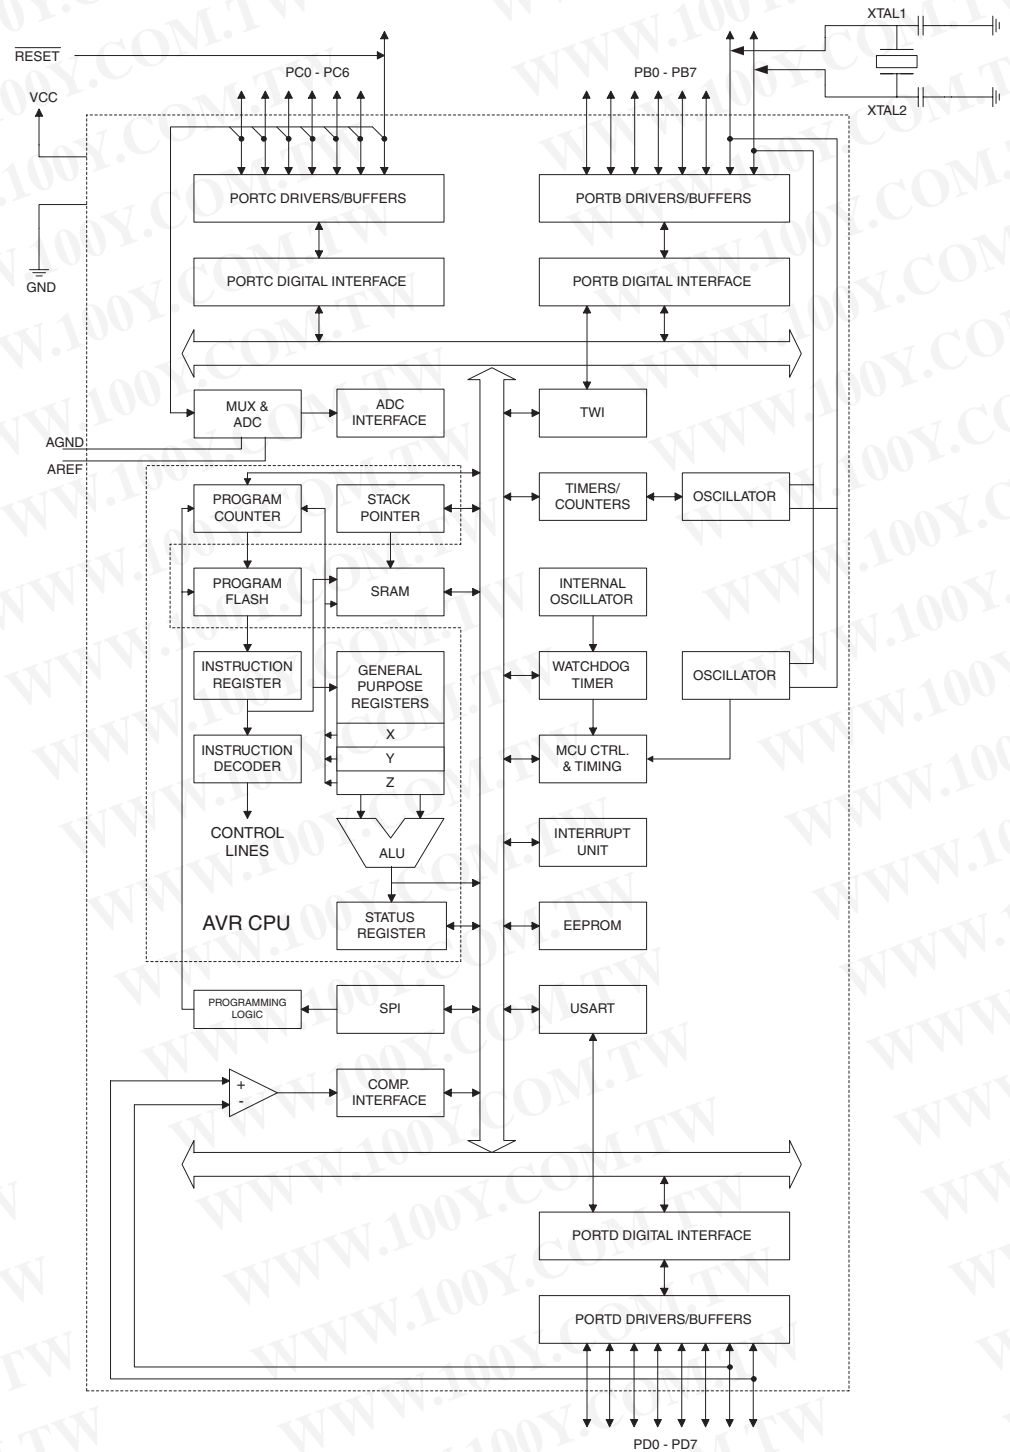 XTAL1
RESET
PC0 - PC6
PB0 - PB7
VCC
XTAL2
PORTC DRIVERS/BUFFERS
PORTB DRIVERS/BUFFERS
GND
PORTC DIGITAL INTERFACE
PORTB DIGITAL INTERFACE
MUX &
ADC
ADC
INTERFACE
TWI
AGND
AREF
PROGRAM
COUNTER
STACK
POINTER
TIMERS/
COUNTERS
OSCILLATOR
PROGRAM
FLASH
SRAM
INTERNAL
OSCILLATOR
INSTRUCTION
REGISTER
GENERAL
PURPOSE
REGISTERS
WATCHDOG
TIMER
OSCILLATOR
X
Y
Z
INSTRUCTION
DECODER
MCU CTRL.
& TIMING
CONTROL
LINES
ALU
INTERRUPT
UNIT
AVR CPU
STATUS
REGISTER
EEPROM
PROGRAMMING
LOGIC
SPI
USART
+
-
COMP.
INTERFACE
PORTD DIGITAL INTERFACE
PORTD DRIVERS/BUFFERS
PD0 - PD7
WWW.100Y.COM.TW